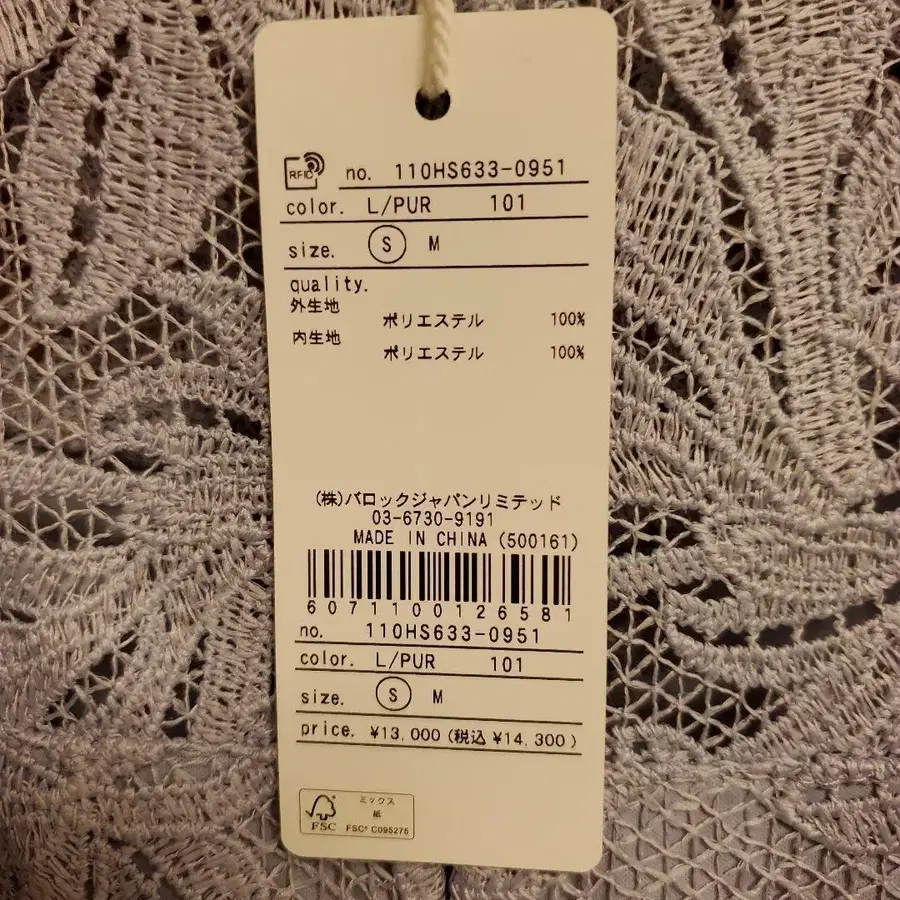 RFID
no. 110HS633-0951
color. L/PUR 101
size. S M
quality.
外生地
ポリエステル 100%
内生地
ポリエステル 100%
(株)バロックジャパンリミテッド
03-6730-9191
MADE IN CHINA (500161)
6071100126581
no. 110HS633-0951
color. L/PUR 101
size. S M
price. ¥13,000 (税込 ¥14,300)
ミックス
紙
FSC FSC® C095275